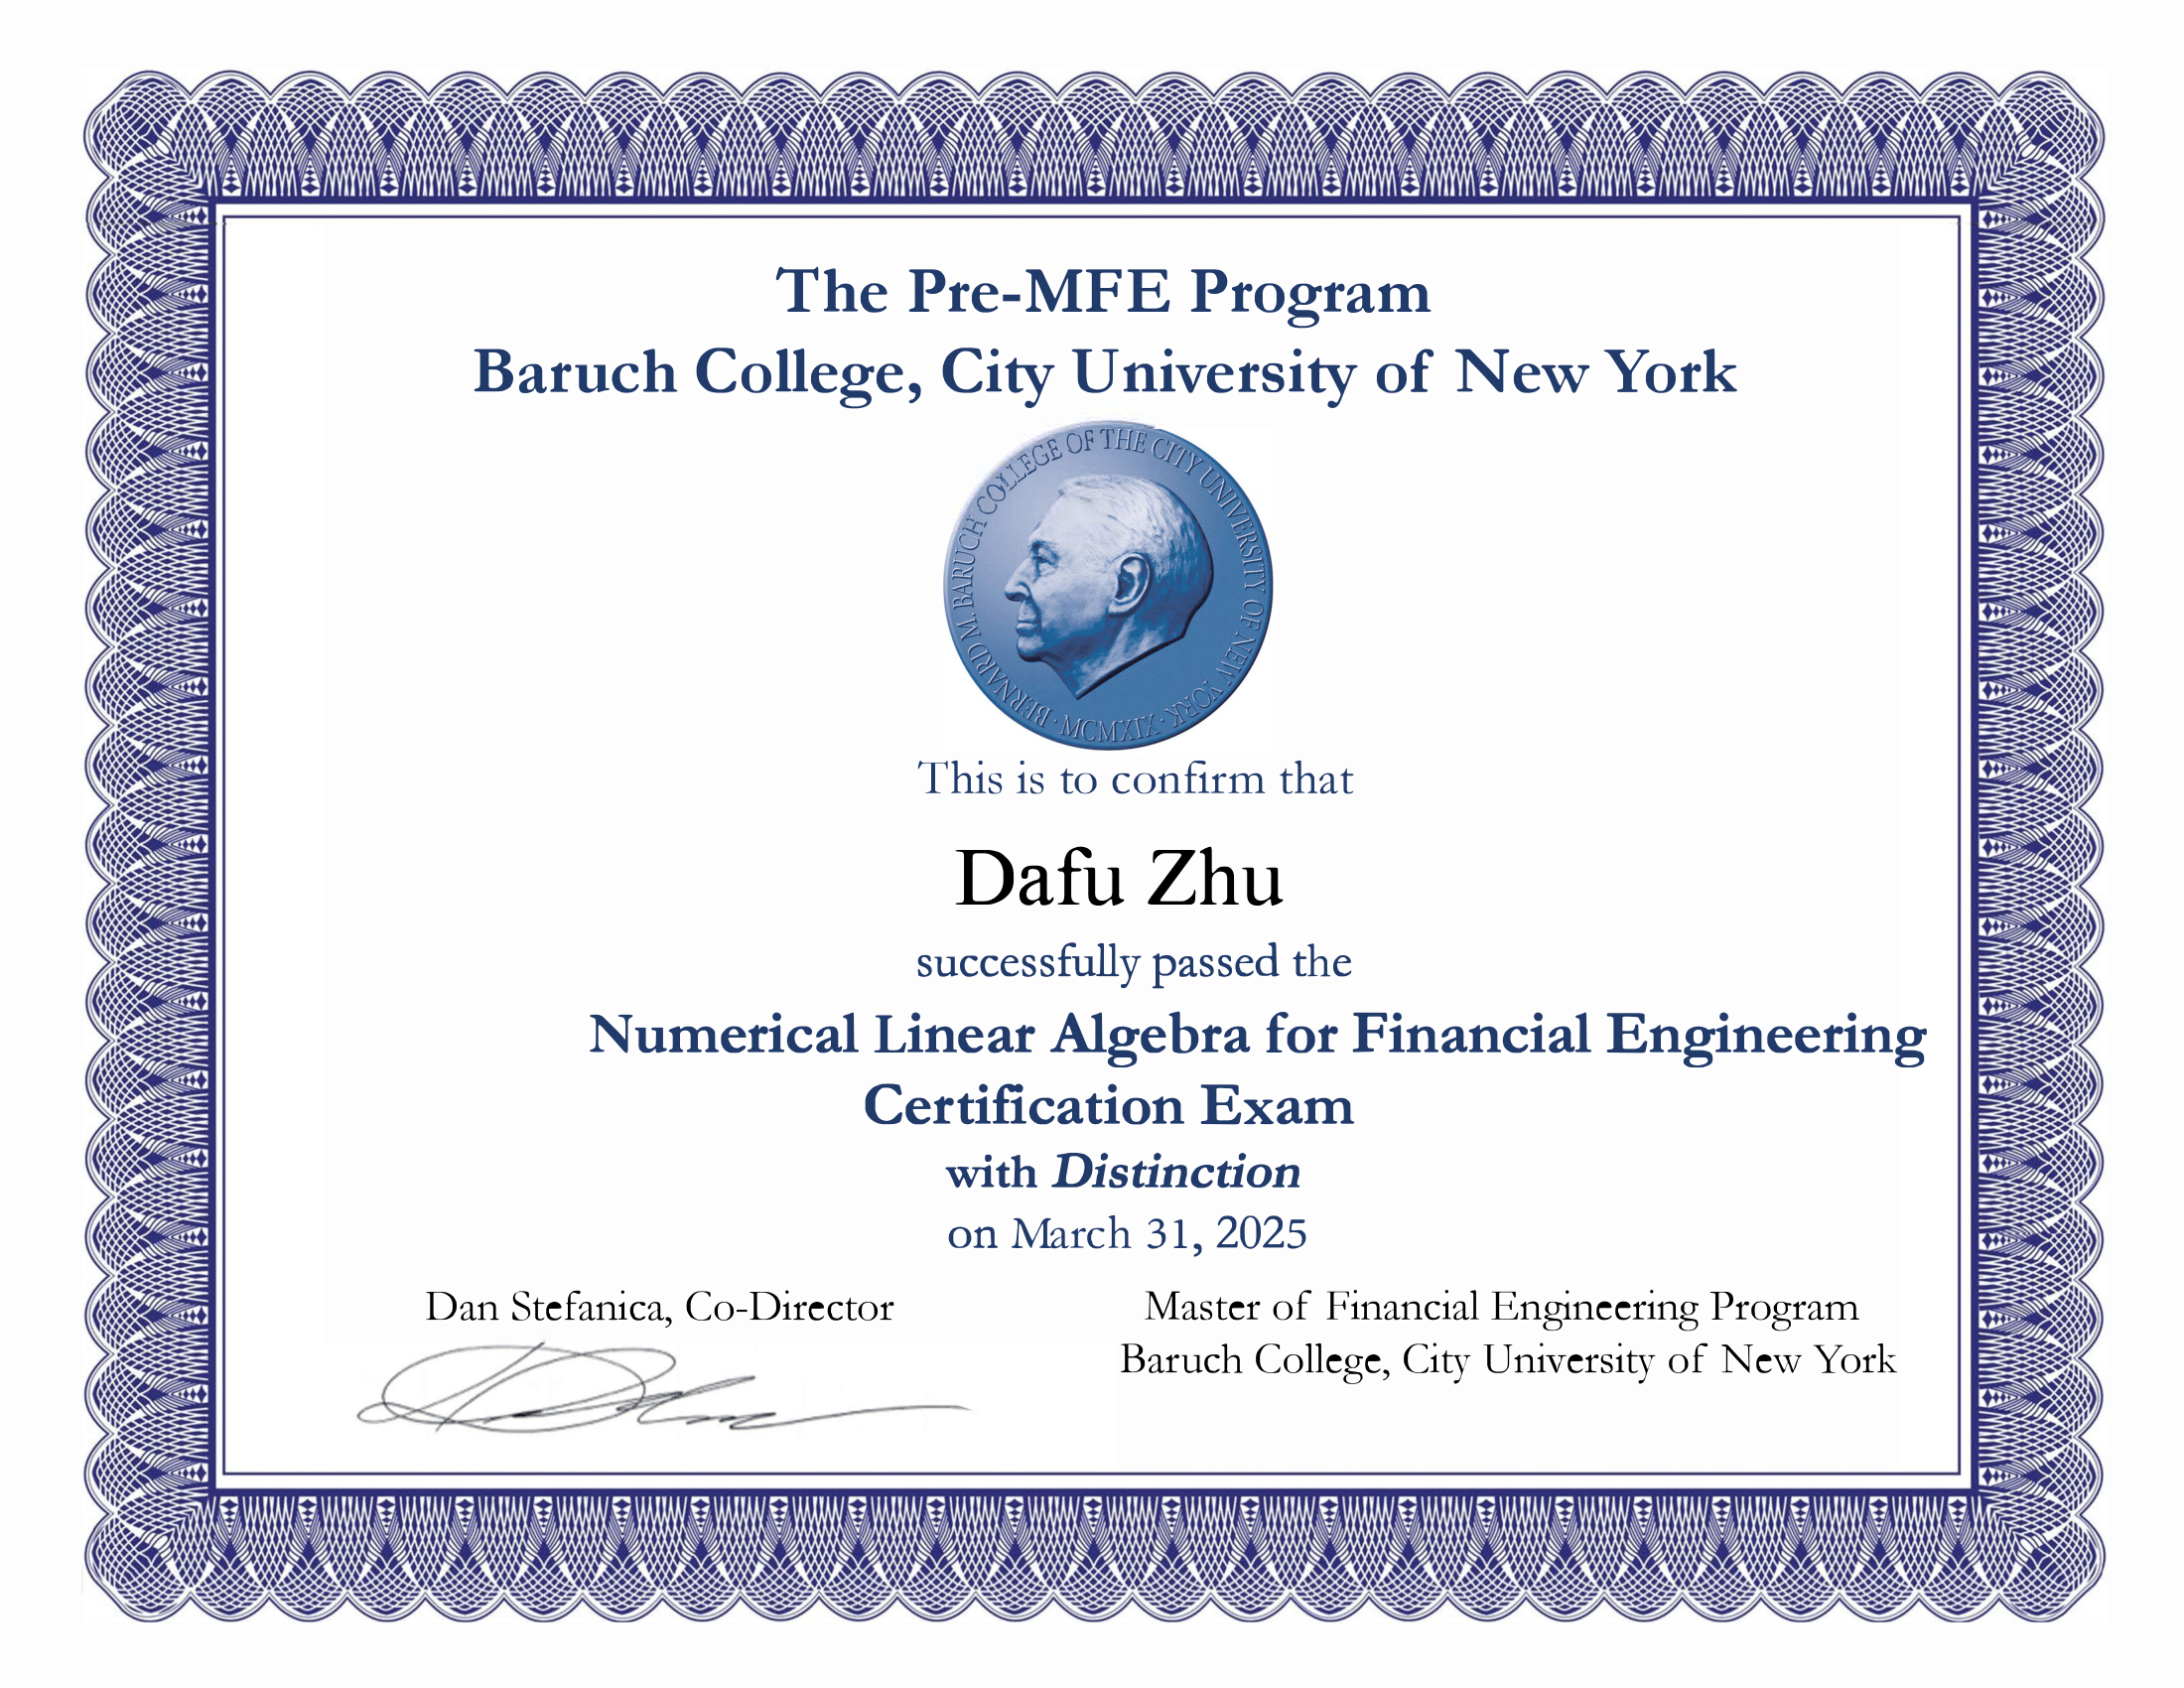 The Pre-MFE Program
Baruch College, City University of New York
BERNARD M. BARUCH COLLEGE OF THE CITY UNIVERSITY OF NEW YORK · MCMXIX ·
This is to confirm that
Dafu Zhu
successfully passed the
Numerical Linear Algebra for Financial Engineering
Certification Exam
with Distinction
on March 31, 2025
Dan Stefanica, Co-Director
Master of Financial Engineering Program
Baruch College, City University of New York